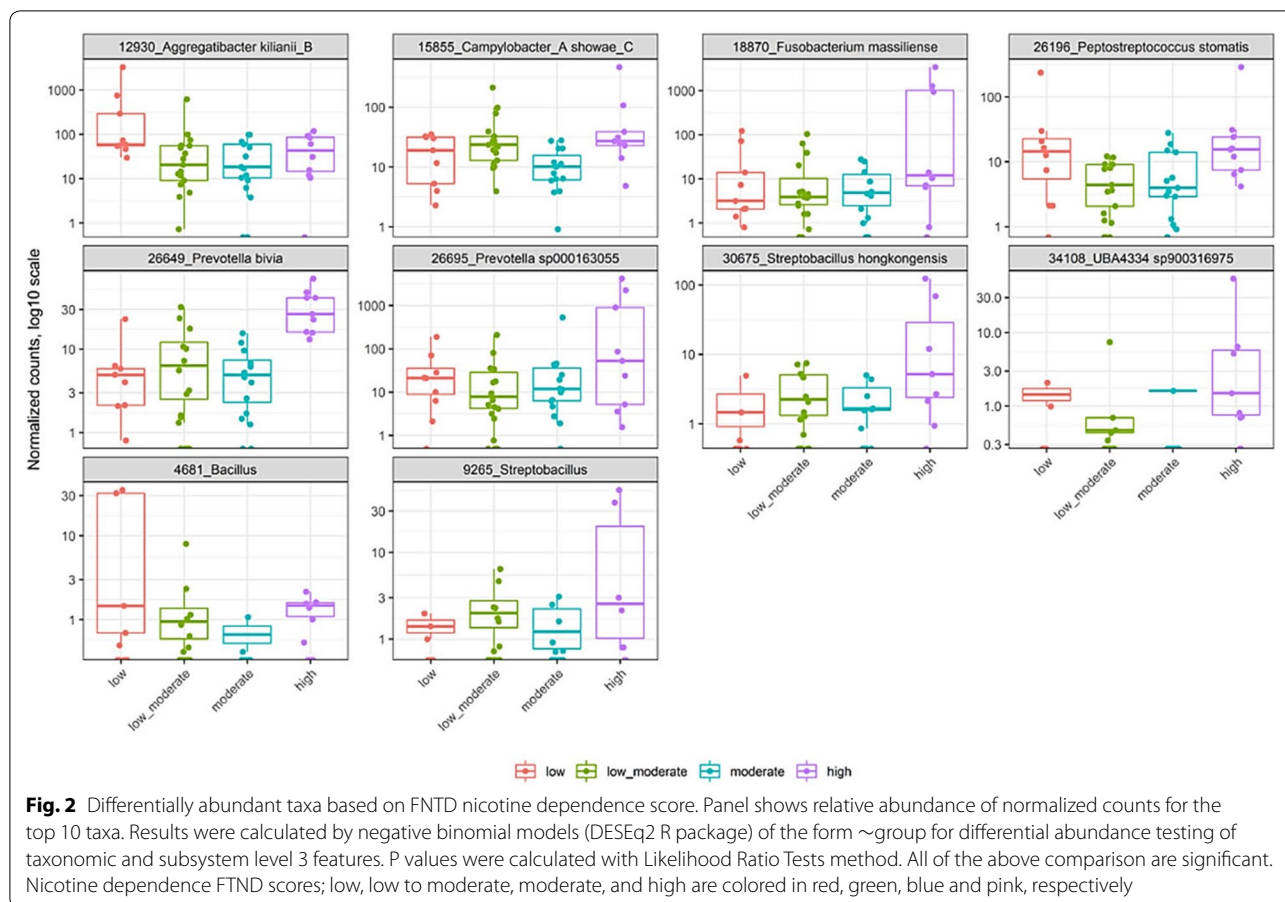 12930_Aggregatibacter kilianii_B
15855_Campylobacter_A showae_C
18870_Fusobacterium massiliense
26196_Peptostreptococcus stomatis
1000
100
10
1
100
10
1
1000
100
10
1
100
10
1
26649_Prevotella bivia
26695_Prevotella sp000163055
30675_Streptobacillus hongkongensis
34108_UBA4334 sp900316975
30
10
3
1
1000
100
10
1
100
10
1
30.0
10.0
3.0
1.0
0.3
Normalized counts, log10 scale
4681_Bacillus
9265_Streptobacillus
low
low_moderate
moderate
high
low
low_moderate
moderate
high
30
10
3
1
30
10
3
1
low
low_moderate
moderate
high
low
low_moderate
moderate
high
low low_moderate moderate high
Fig. 2 Differentially abundant taxa based on FNTD nicotine dependence score. Panel shows relative abundance of normalized counts for the
top 10 taxa. Results were calculated by negative binomial models (DESEq2 R package) of the form ~group for differential abundance testing of
taxonomic and subsystem level 3 features. P values were calculated with Likelihood Ratio Tests method. All of the above comparison are significant.
Nicotine dependence FTND scores; low, low to moderate, moderate, and high are colored in red, green, blue and pink, respectively